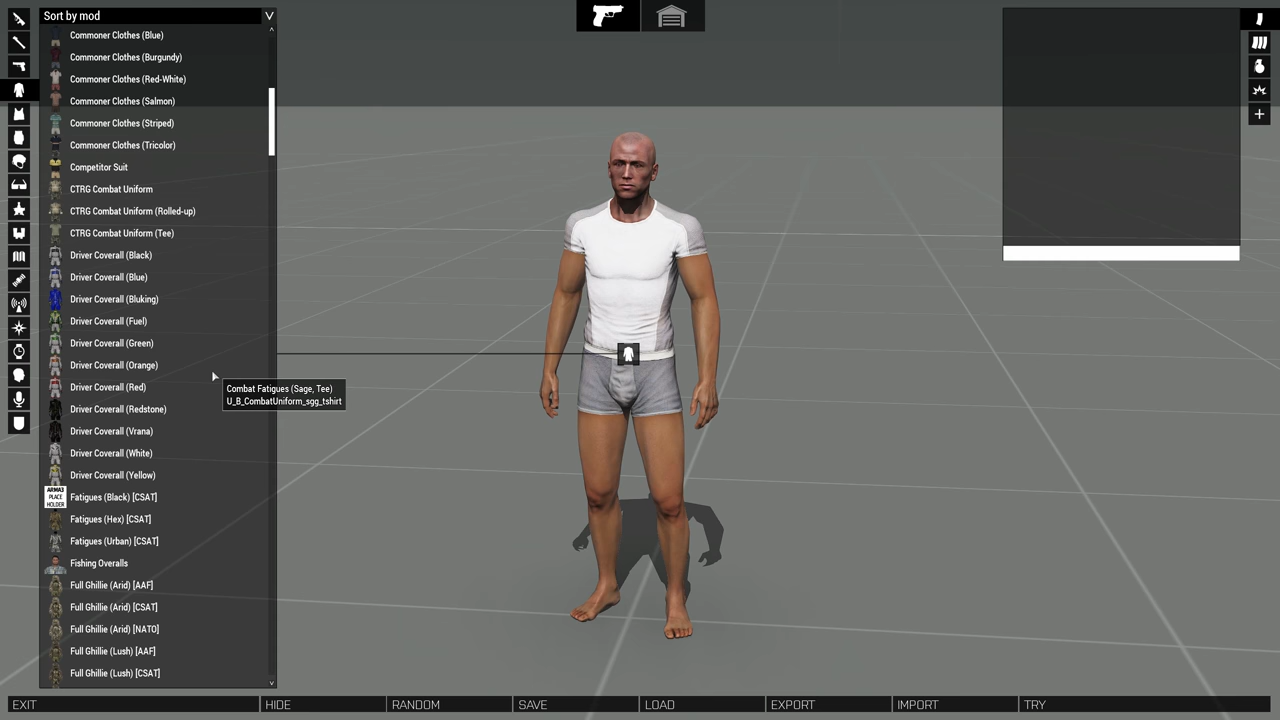 Sort by mod
Commoner Clothes (Blue)
Commoner Clothes (Burgundy)
Commoner Clothes (Red-White)
Commoner Clothes (Salmon)
Commoner Clothes (Striped)
Commoner Clothes (Tricolor)
Competitor Suit
CTRG Combat Uniform
CTRG Combat Uniform (Rolled-up)
CTRG Combat Uniform (Tee)
Driver Coverall (Black)
Driver Coverall (Blue)
Driver Coverall (Bluking)
Driver Coverall (Fuel)
Driver Coverall (Green)
Driver Coverall (Orange)
Driver Coverall (Red)
Driver Coverall (Redstone)
Driver Coverall (Vrana)
Driver Coverall (White)
Driver Coverall (Yellow)
ARMA3
PLACE
HOLDER
Fatigues (Black) [CSAT]
Fatigues (Hex) [CSAT]
Fatigues (Urban) [CSAT]
Fishing Overalls
Full Ghillie (Arid) [AAF]
Full Ghillie (Arid) [CSAT]
Full Ghillie (Arid) [NATO]
Full Ghillie (Lush) [AAF]
Full Ghillie (Lush) [CSAT]
Combat Fatigues (Sage, Tee)
U_B_CombatUniform_sgg_tshirt
EXIT
HIDE
RANDOM
SAVE
LOAD
EXPORT
IMPORT
TRY